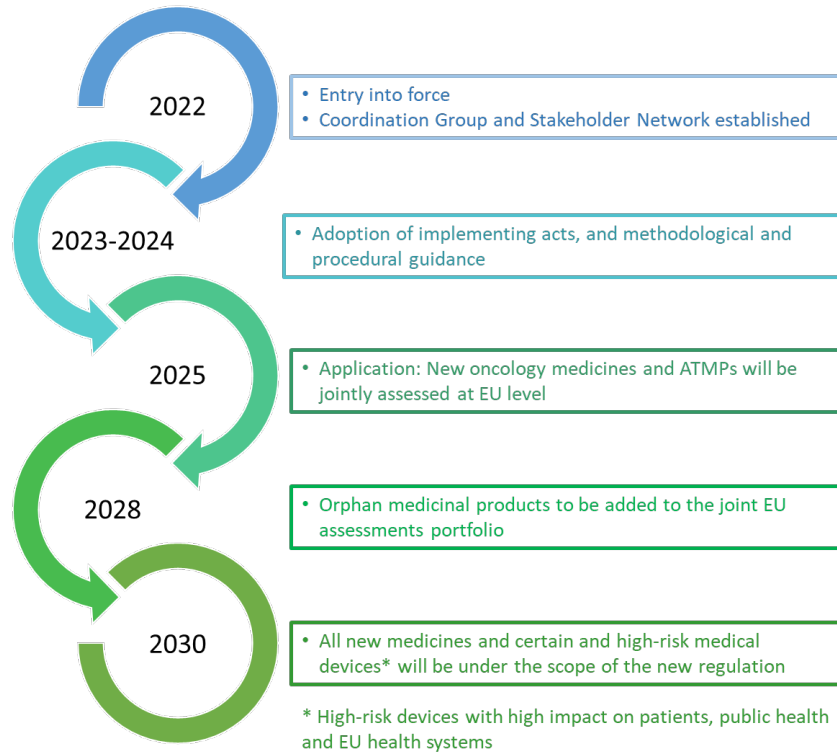 2022
• Entry into force
• Coordination Group and Stakeholder Network established
2023-2024
• Adoption of implementing acts, and methodological and
procedural guidance
2025
• Application: New oncology medicines and ATMPs will be
jointly assessed at EU level
2028
• Orphan medicinal products to be added to the joint EU
assessments portfolio
2030
• All new medicines and certain and high-risk medical
devices* will be under the scope of the new regulation
* High-risk devices with high impact on patients, public health
and EU health systems